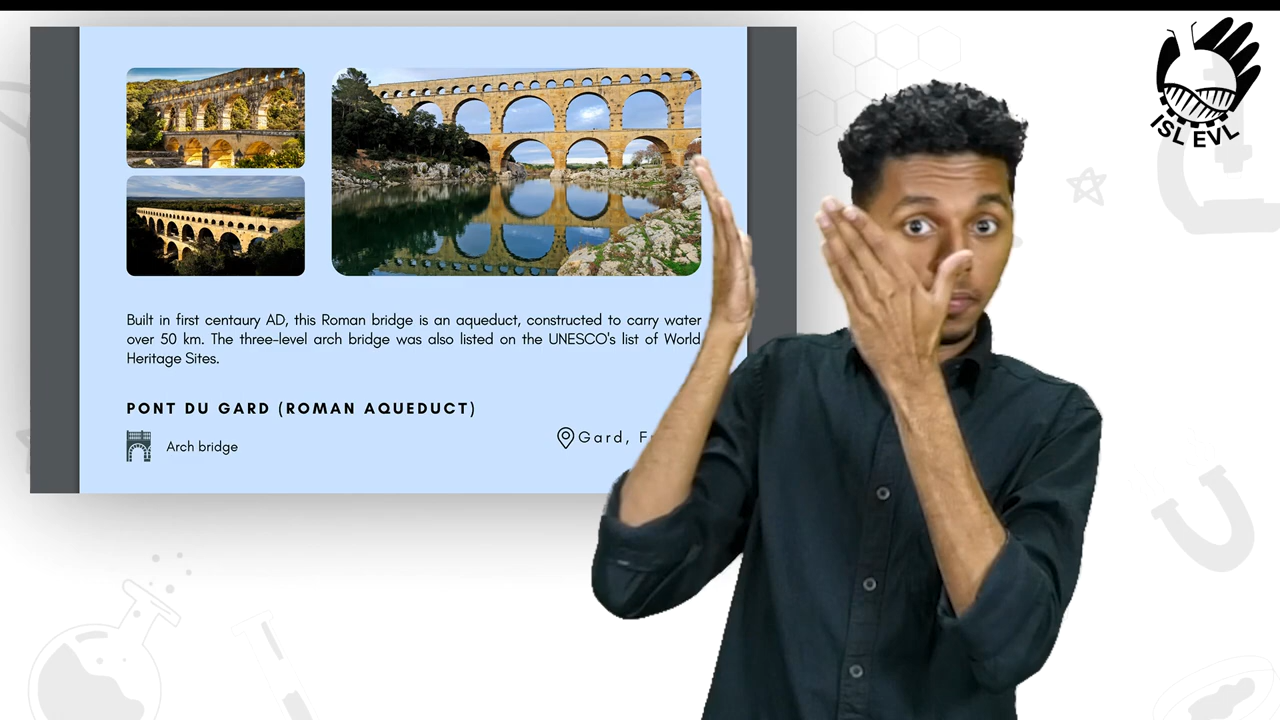 ISL EVL
Built in first centaury AD, this Roman bridge is an aqueduct, constructed to carry water
over 50 km. The three-level arch bridge was also listed on the UNESCO's list of World
Heritage Sites.
PONT DU GARD (ROMAN AQUEDUCT)
Arch bridge
Gard,